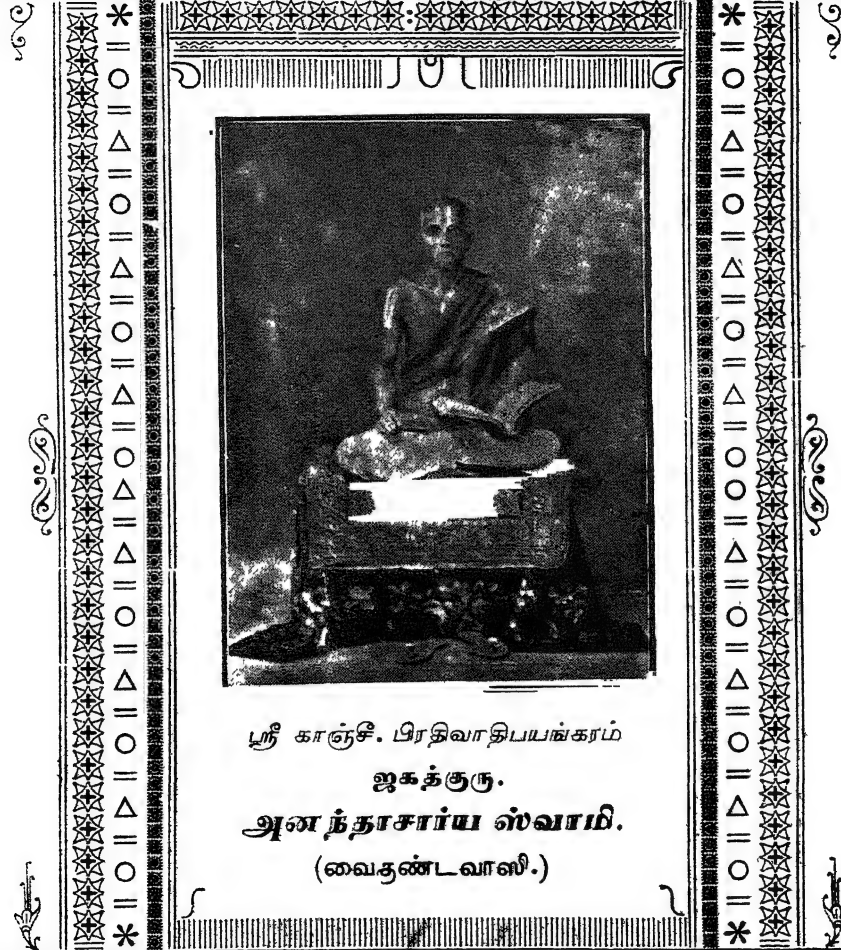 ஸ்ரீ காஞ்சீ. பிரதிவாதிபயங்கரம்
ஜகத்குரு.
அனந்தாசார்ய ஸ்வாமி.
(வைகுண்டவாஸி.)